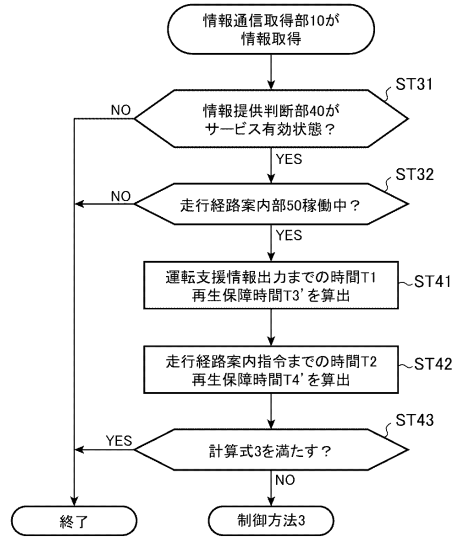 情報通信取得部10が
情報取得
ST31
情報提供判断部40が
サービス有効状態？
NO
YES
ST32
走行経路案内部50稼働中？
NO
YES
運転支援情報出力までの時間T1
再生保障時間T3'を算出
ST41
走行経路案内指令までの時間T2
再生保障時間T4'を算出
ST42
ST43
計算式3を満たす？
YES
NO
終了
制御方法3